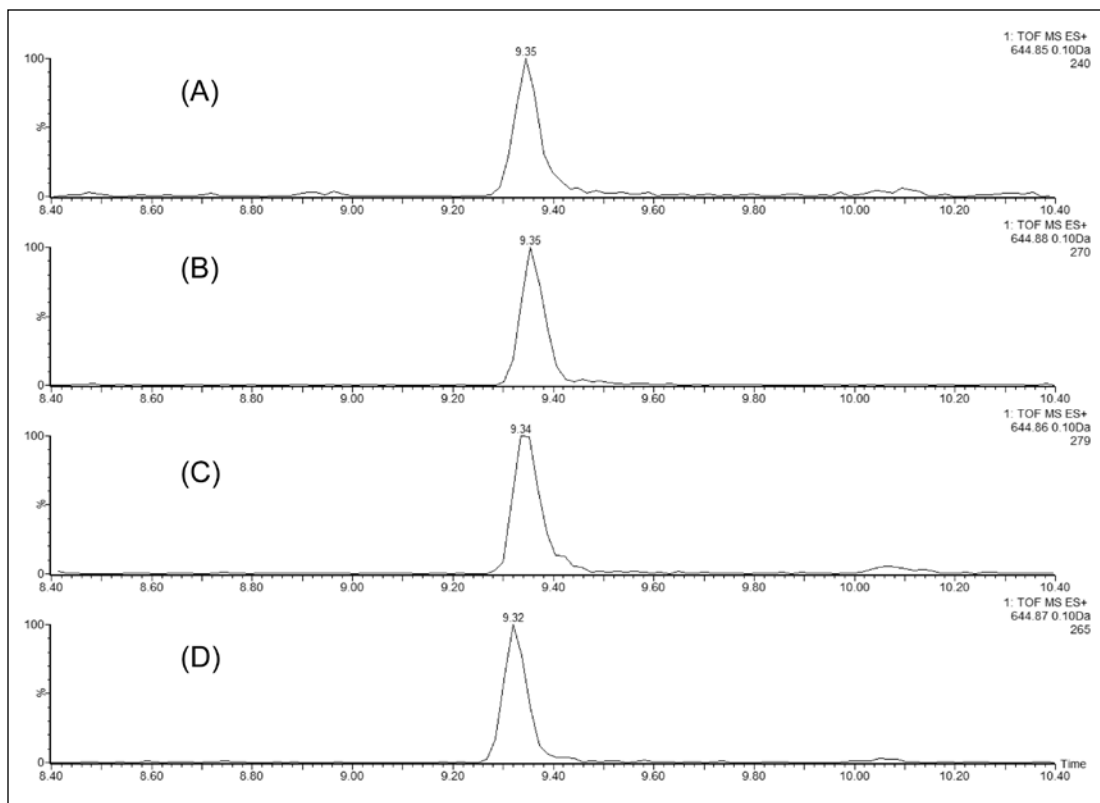 1: TOF MS ES+
644.85 0.10Da
240
9.35
100
(A)
%
0
8.40 8.60 8.80 9.00 9.20 9.40 9.60 9.80 10.00 10.20 10.40
1: TOF MS ES+
644.88 0.10Da
270
9.35
100
(B)
%
0
8.40 8.60 8.80 9.00 9.20 9.40 9.60 9.80 10.00 10.20 10.40
1: TOF MS ES+
644.86 0.10Da
279
9.34
100
(C)
%
0
8.40 8.60 8.80 9.00 9.20 9.40 9.60 9.80 10.00 10.20 10.40
1: TOF MS ES+
644.87 0.10Da
265
9.32
100
(D)
%
0
8.40 8.60 8.80 9.00 9.20 9.40 9.60 9.80 10.00 10.20 10.40 Time